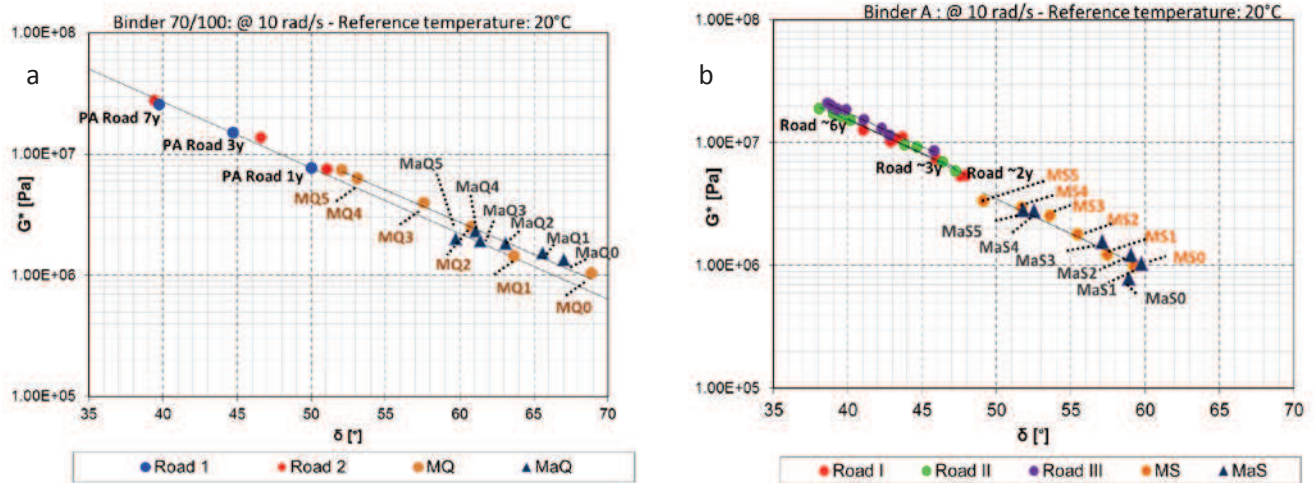 Binder 70/100: @ 10 rad/s - Reference temperature: 20°C
a
G* [Pa]
1.00E+08
1.00E+07
1.00E+06
1.00E+05
PA Road 7y
PA Road 3y
PA Road 1y
MQ5
MQ4
MQ3
MQ2
MQ1
MQ0
MaQ5
MaQ4
MaQ3
MaQ2
MaQ1
MaQ0
35 40 45 50 55 60 65 70
δ [°]
Road 1 Road 2 MQ MaQ
Binder A : @ 10 rad/s - Reference temperature: 20°C
b
G* [Pa]
1.00E+08
1.00E+07
1.00E+06
1.00E+05
Road ~6y
Road ~3y
Road ~2y
MS5
MS4
MS3
MS2
MS1
MS0
MaS5
MaS4
MaS3
MaS2
MaS1
MaS0
35 40 45 50 55 60 65 70
δ [°]
Road I Road II Road III MS MaS